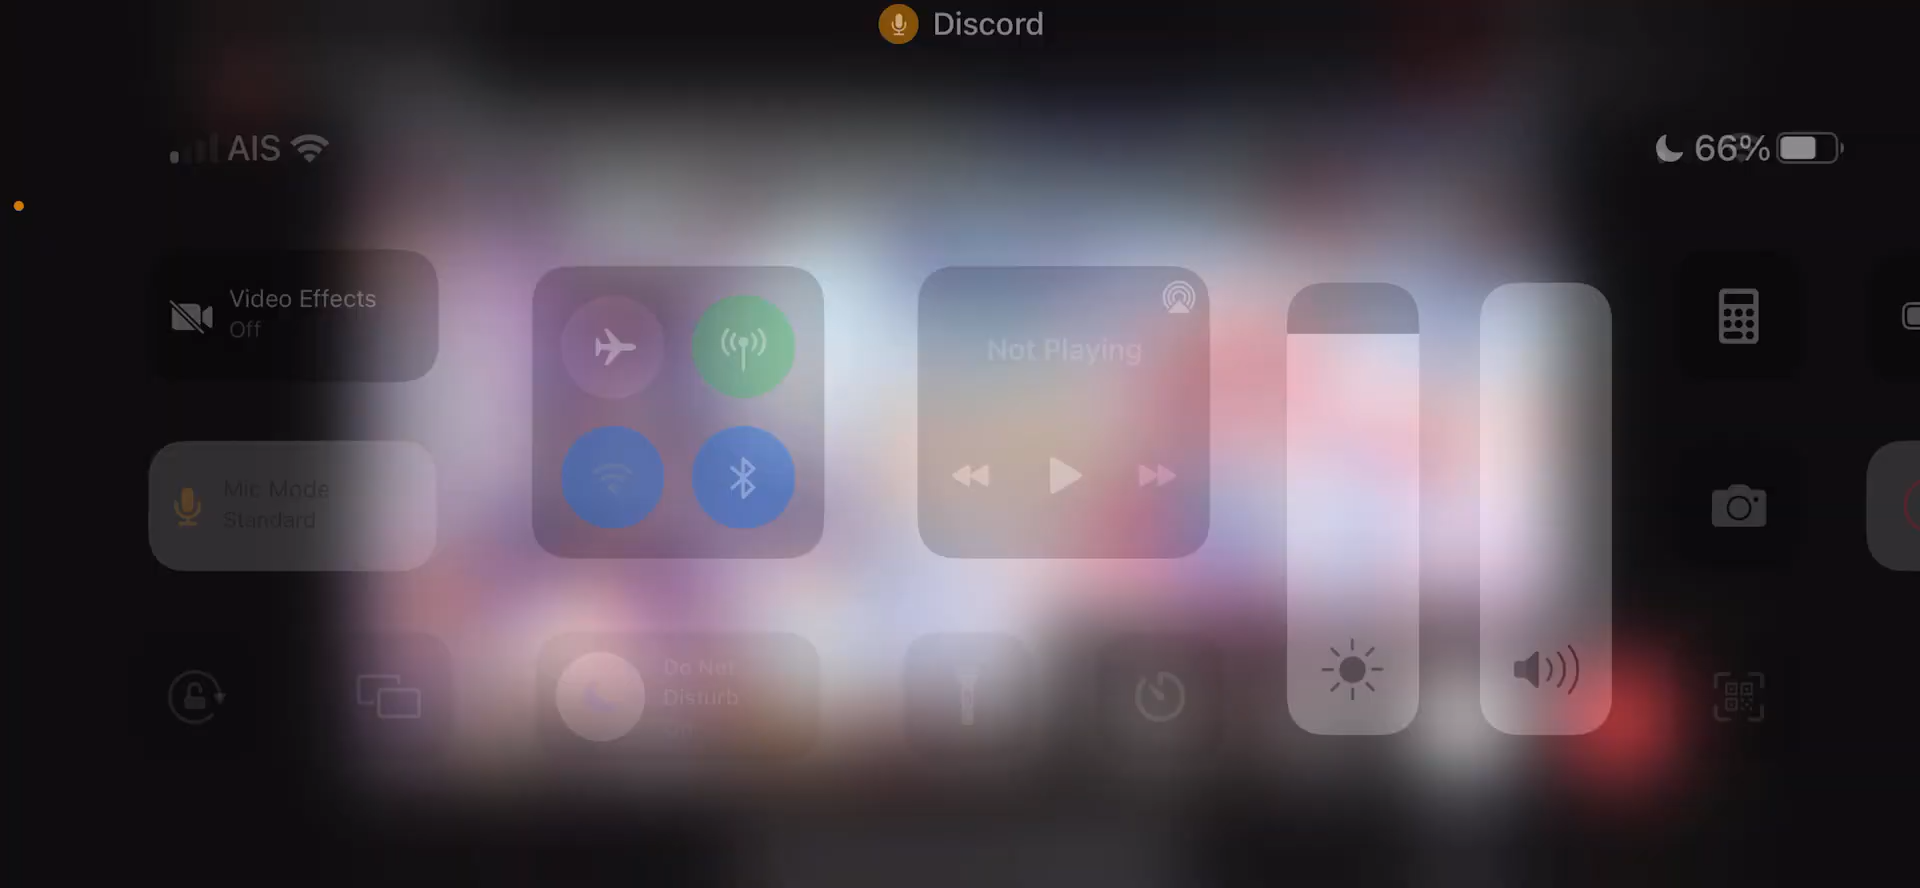 Discord
AIS
66%
Video Effects
Off
Not Playing
Mic Mode
Standard
Do Not
Disturb